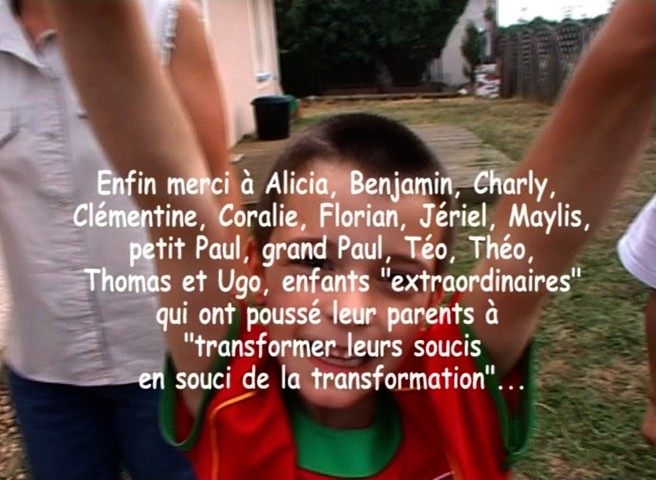 Enfin merci à Alicia, Benjamin, Charly,
Clémentine, Coralie, Florian, Jériel, Maylis,
petit Paul, grand Paul, Téo, Théo,
Thomas et Ugo, enfants "extraordinaires"
qui ont poussé leur parents à
"transformer leurs soucis
en souci de la transformation"...